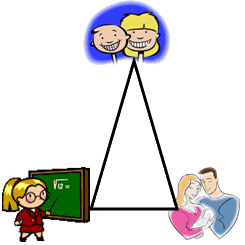 √12 =